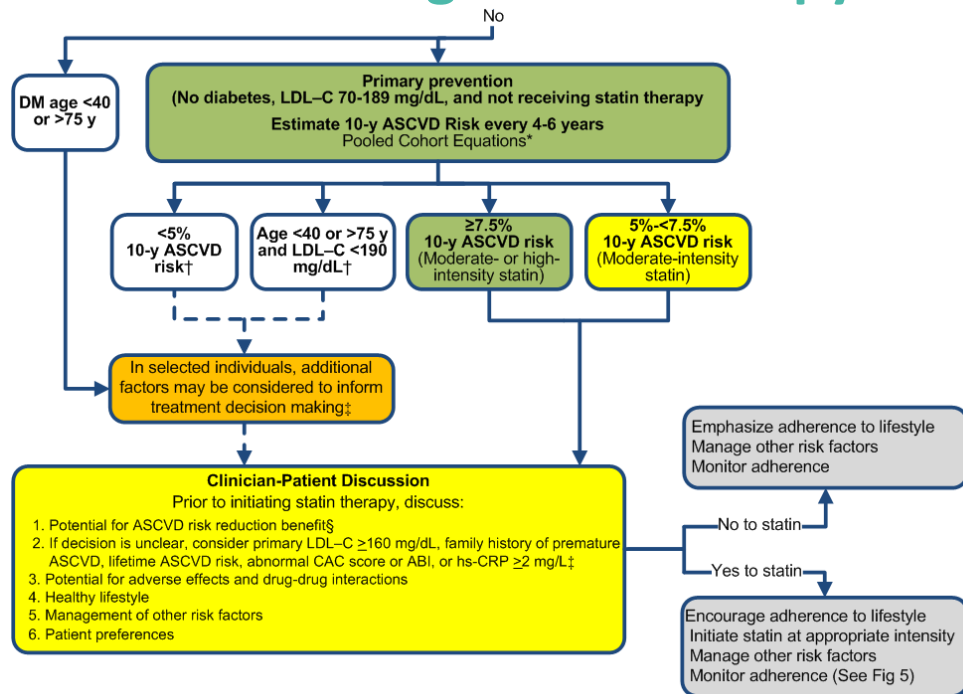 No
DM age <40
or >75 y
Primary prevention
(No diabetes, LDL–C 70-189 mg/dL, and not receiving statin therapy
Estimate 10-y ASCVD Risk every 4-6 years
Pooled Cohort Equations*
<5%
10-y ASCVD
risk†
Age <40 or >75 y
and LDL–C <190
mg/dL†
≥7.5%
10-y ASCVD risk
(Moderate- or high-
intensity statin)
5%-<7.5%
10-y ASCVD risk
(Moderate-intensity
statin)
In selected individuals, additional
factors may be considered to inform
treatment decision making‡
Clinician-Patient Discussion
Prior to initiating statin therapy, discuss:
1. Potential for ASCVD risk reduction benefit§
2. If decision is unclear, consider primary LDL–C ≥160 mg/dL, family history of premature
ASCVD, lifetime ASCVD risk, abnormal CAC score or ABI, or hs-CRP ≥2 mg/L‡
3. Potential for adverse effects and drug-drug interactions
4. Healthy lifestyle
5. Management of other risk factors
6. Patient preferences
Emphasize adherence to lifestyle
Manage other risk factors
Monitor adherence
No to statin
Yes to statin
Encourage adherence to lifestyle
Initiate statin at appropriate intensity
Manage other risk factors
Monitor adherence (See Fig 5)